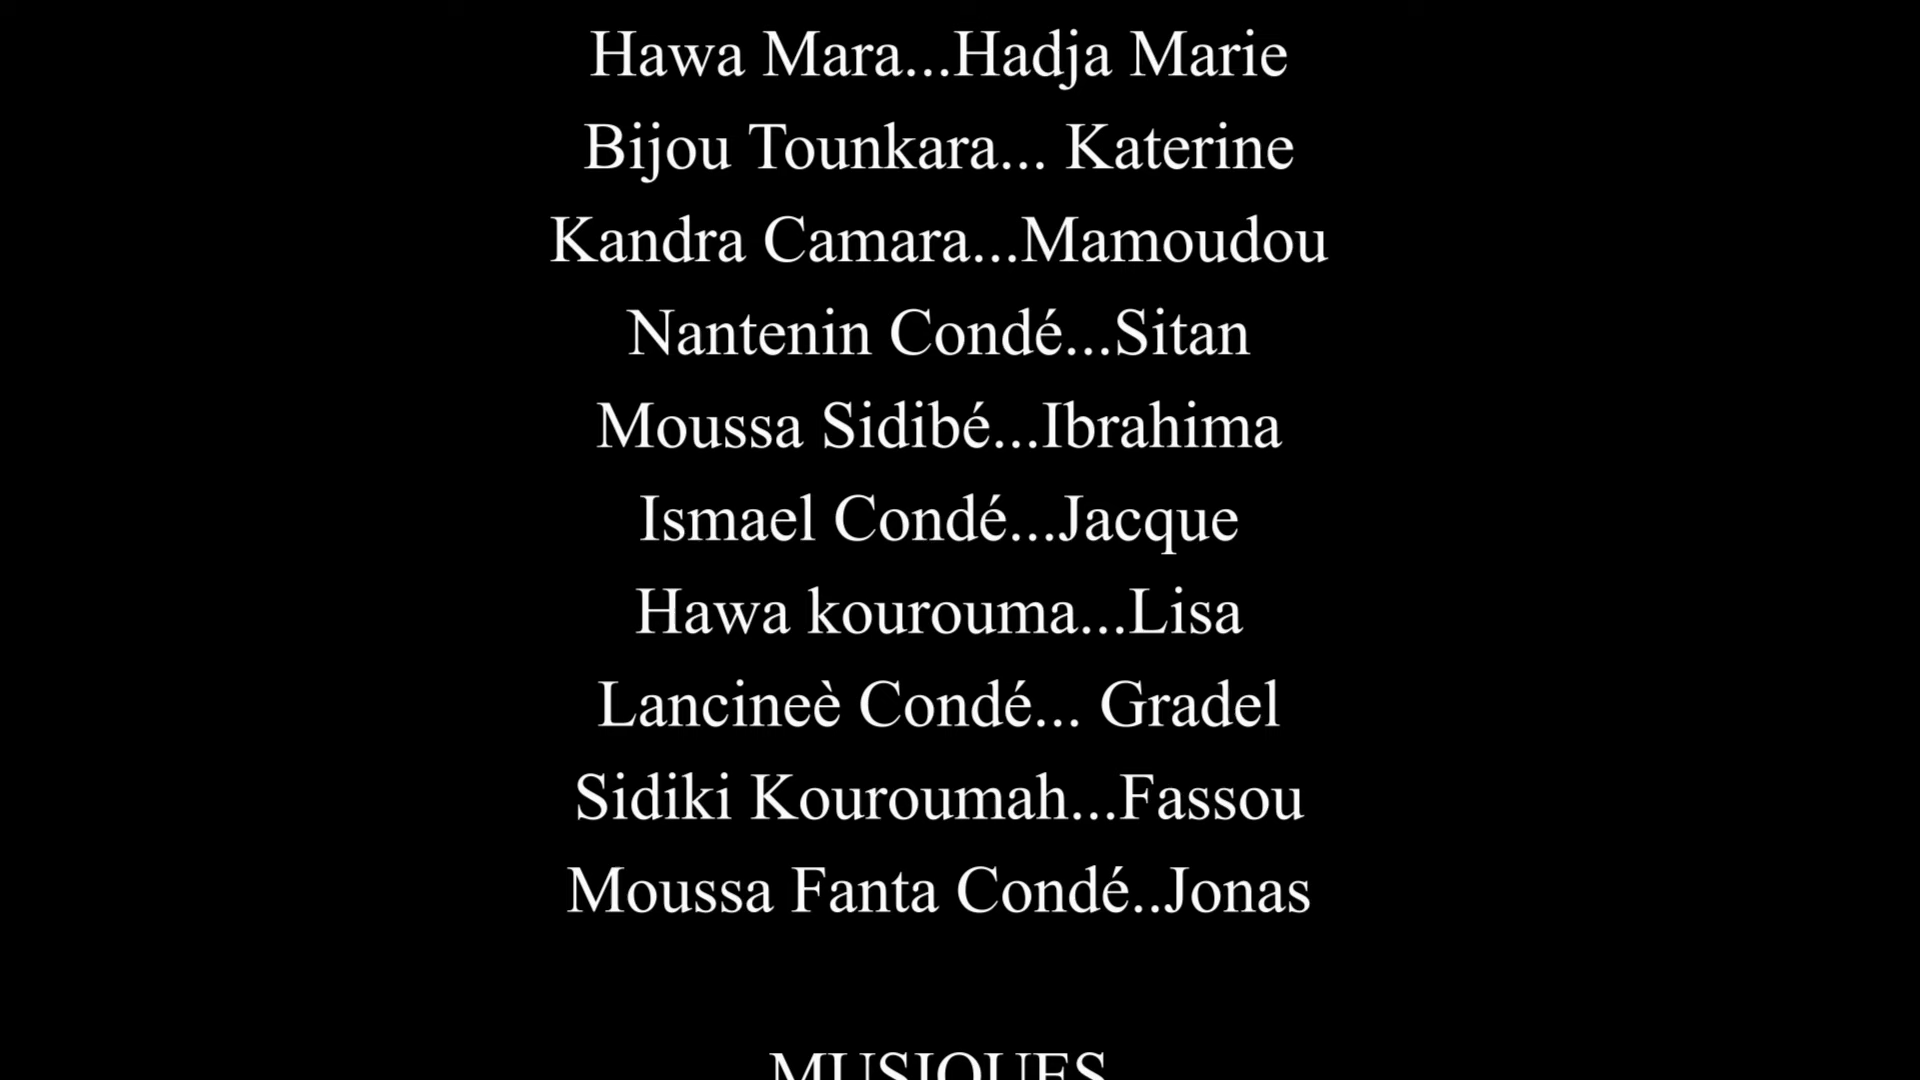 Hawa Mara...Hadja Marie
Bijou Tounkara... Katerine
Kandra Camara...Mamoudou
Nantenin Condé...Sitan
Moussa Sidibé...Ibrahima
Ismael Condé...Jacque
Hawa kourouma...Lisa
Lancineè Condé... Gradel
Sidiki Kouroumah...Fassou
Moussa Fanta Condé..Jonas
MUSIQUES